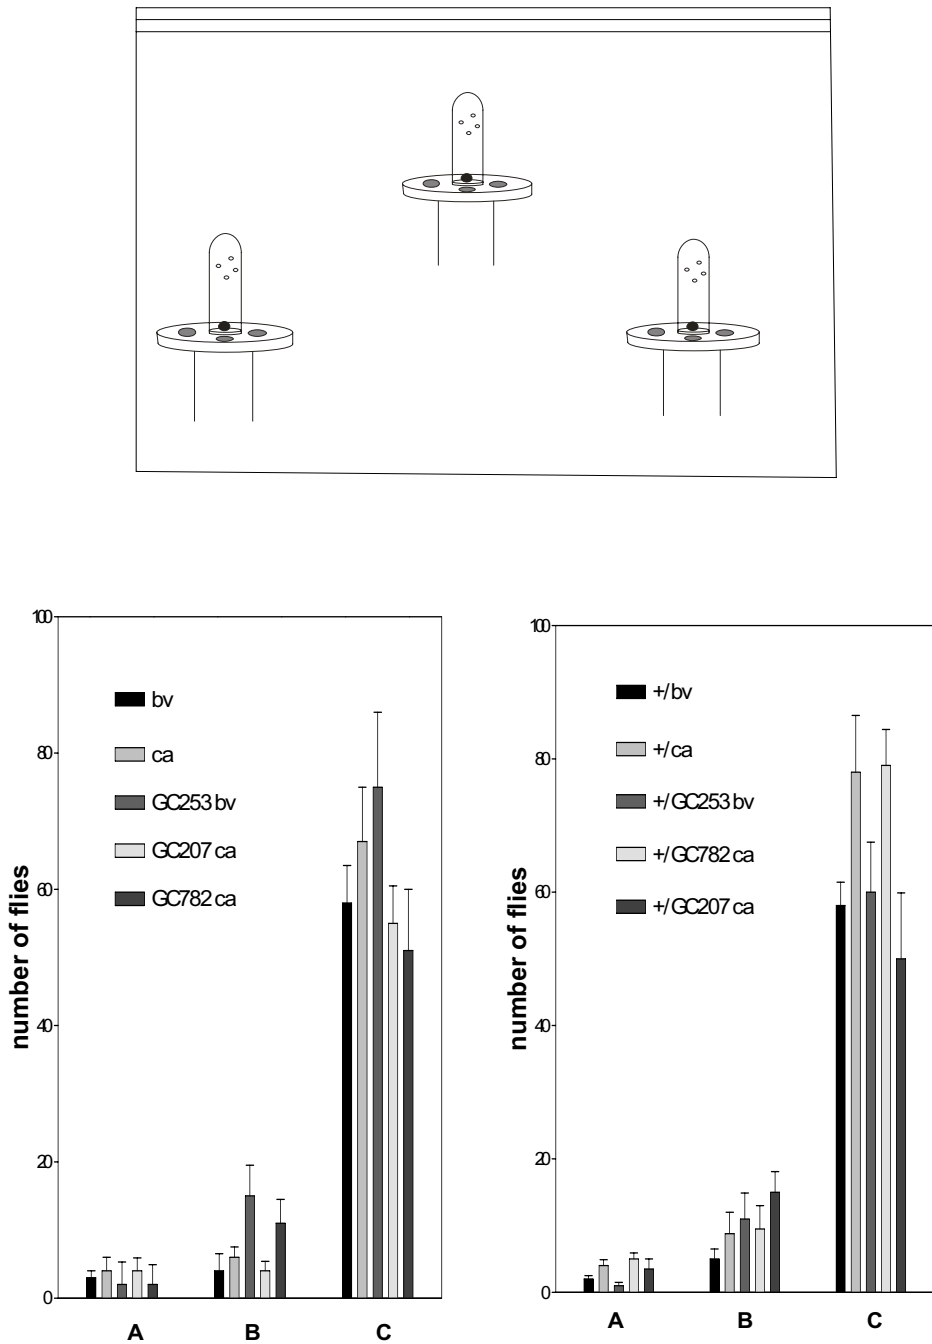 100
80
60
40
20
0
number of flies
bv
ca
GC253 bv
GC207 ca
GC782 ca
A B C
100
80
60
40
20
0
number of flies
+/bv
+/ca
+/GC253 bv
+/GC782 ca
+/GC207 ca
A B C